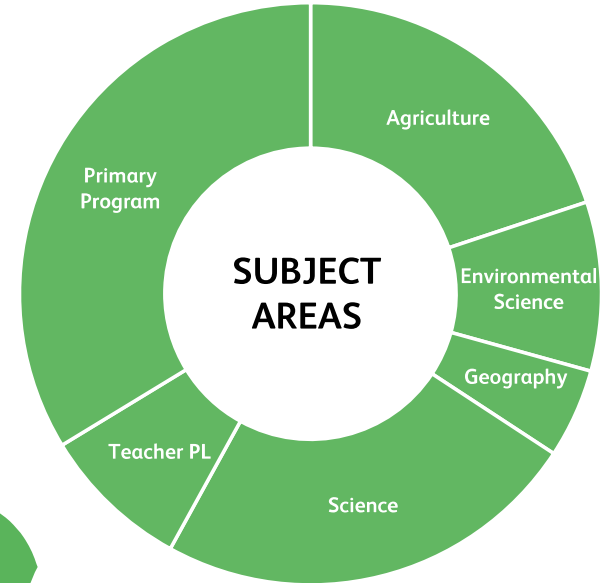 Agriculture
Primary
Program
SUBJECT
AREAS
Environmental
Science
Geography
Teacher PL
Science